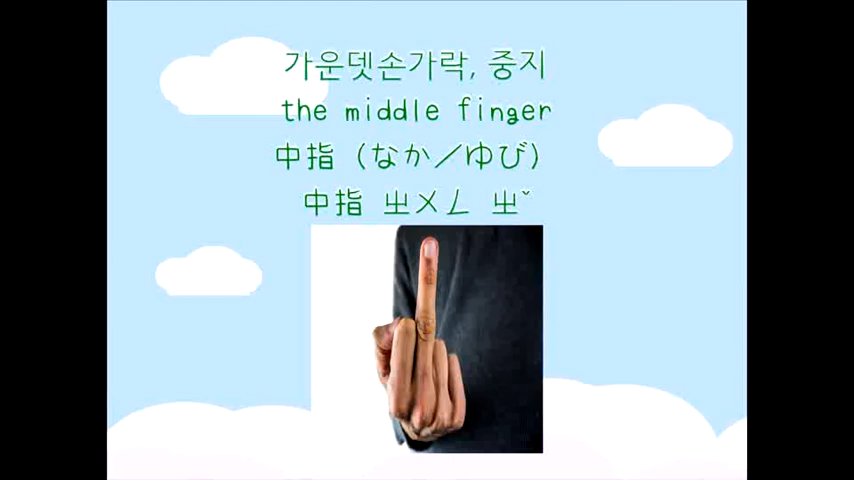 가운뎃손가락, 중지
the middle finger
中指 (なか／ゆび)
中指 ㄓㄨㄥ ㄓˇ